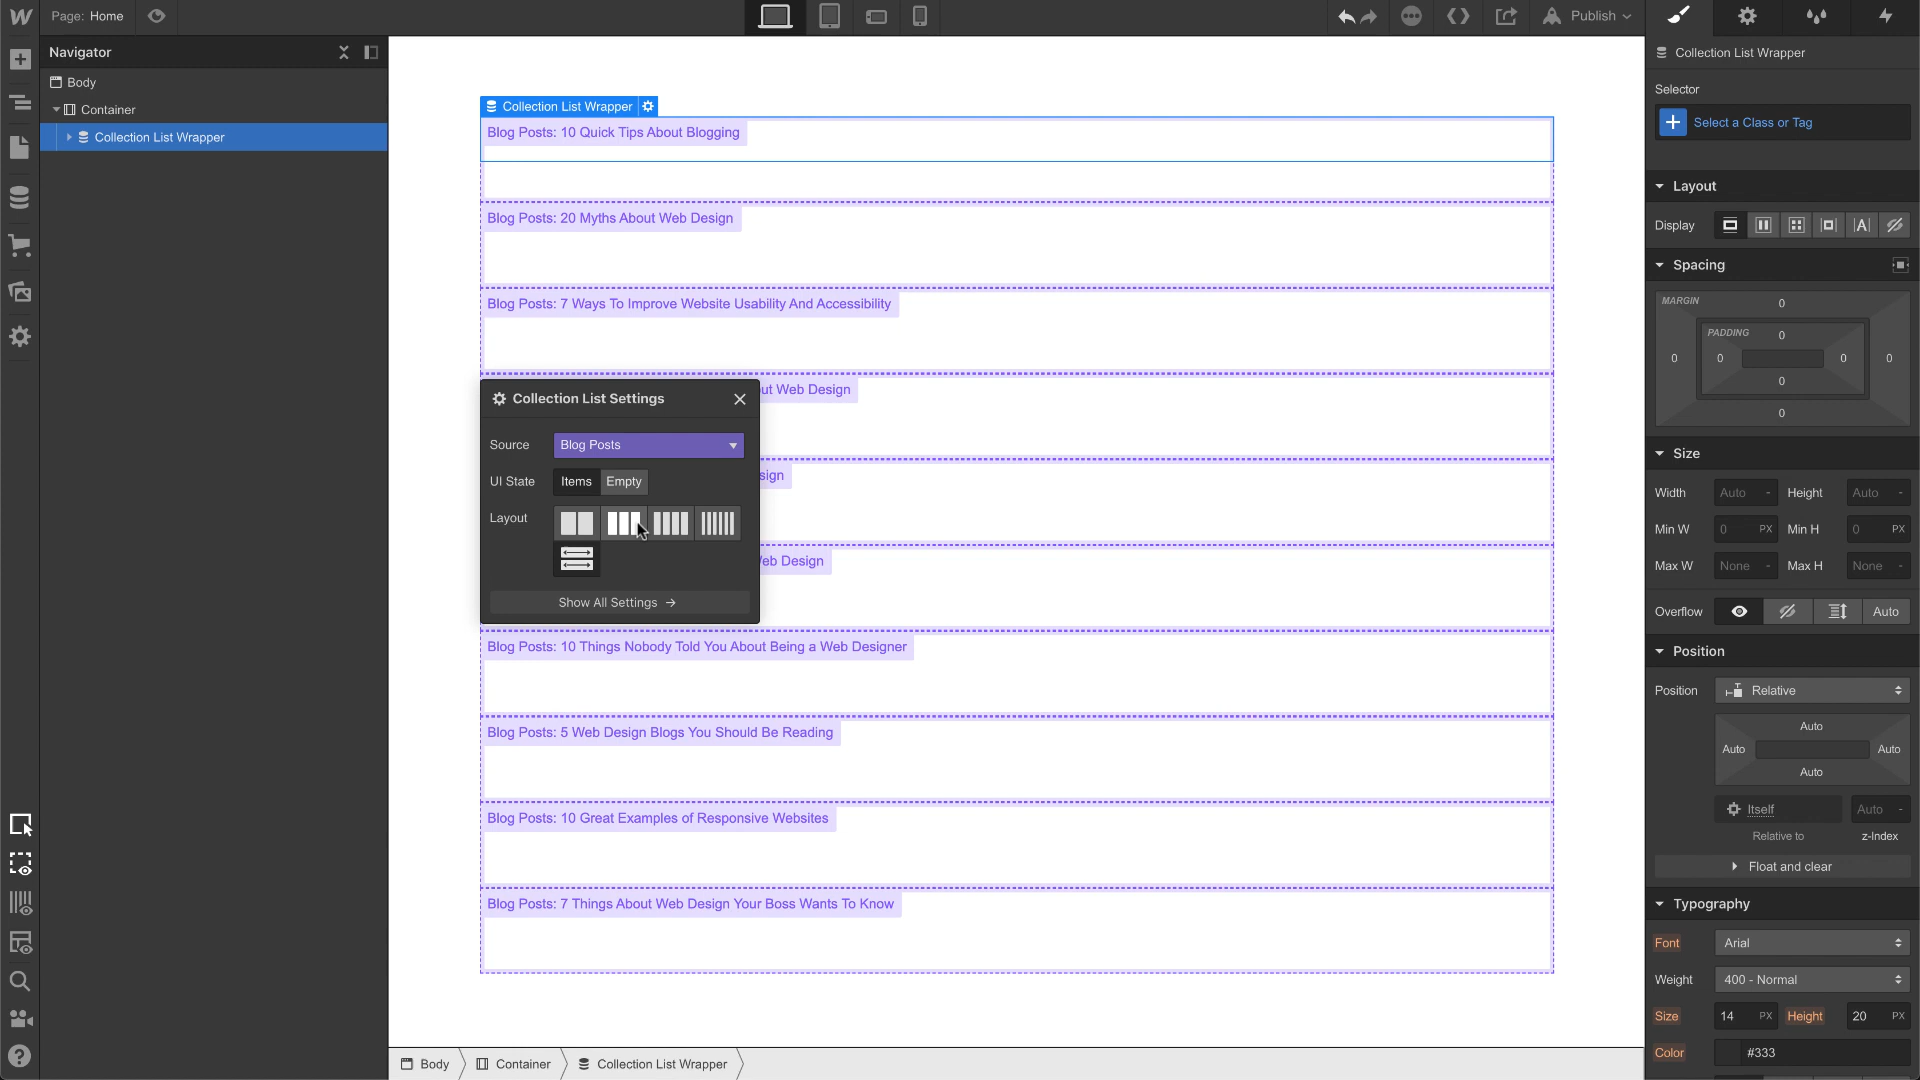 Page: Home
Publish
Navigator
Body
Container
Collection List Wrapper
Collection List Wrapper
Blog Posts: 10 Quick Tips About Blogging
Blog Posts: 20 Myths About Web Design
Blog Posts: 7 Ways To Improve Website Usability And Accessibility
ut Web Design
sign
eb Design
Blog Posts: 10 Things Nobody Told You About Being a Web Designer
Blog Posts: 5 Web Design Blogs You Should Be Reading
Blog Posts: 10 Great Examples of Responsive Websites
Blog Posts: 7 Things About Web Design Your Boss Wants To Know
Collection List Settings
Source Blog Posts
UI State Items Empty
Layout
Show All Settings →
Body Container Collection List Wrapper
Collection List Wrapper
Selector
Select a Class or Tag
Layout
Display
Spacing
MARGIN 0
PADDING 0
0 0 0 0
0
0
Size
Width Auto - Height Auto -
Min W 0 PX Min H 0 PX
Max W None - Max H None -
Overflow Auto
Position
Position Relative
Auto
Auto Auto
Auto
Itself Auto -
Relative to z-Index
Float and clear
Typography
Font Arial
Weight 400 - Normal
Size 14 PX Height 20 PX
Color #333